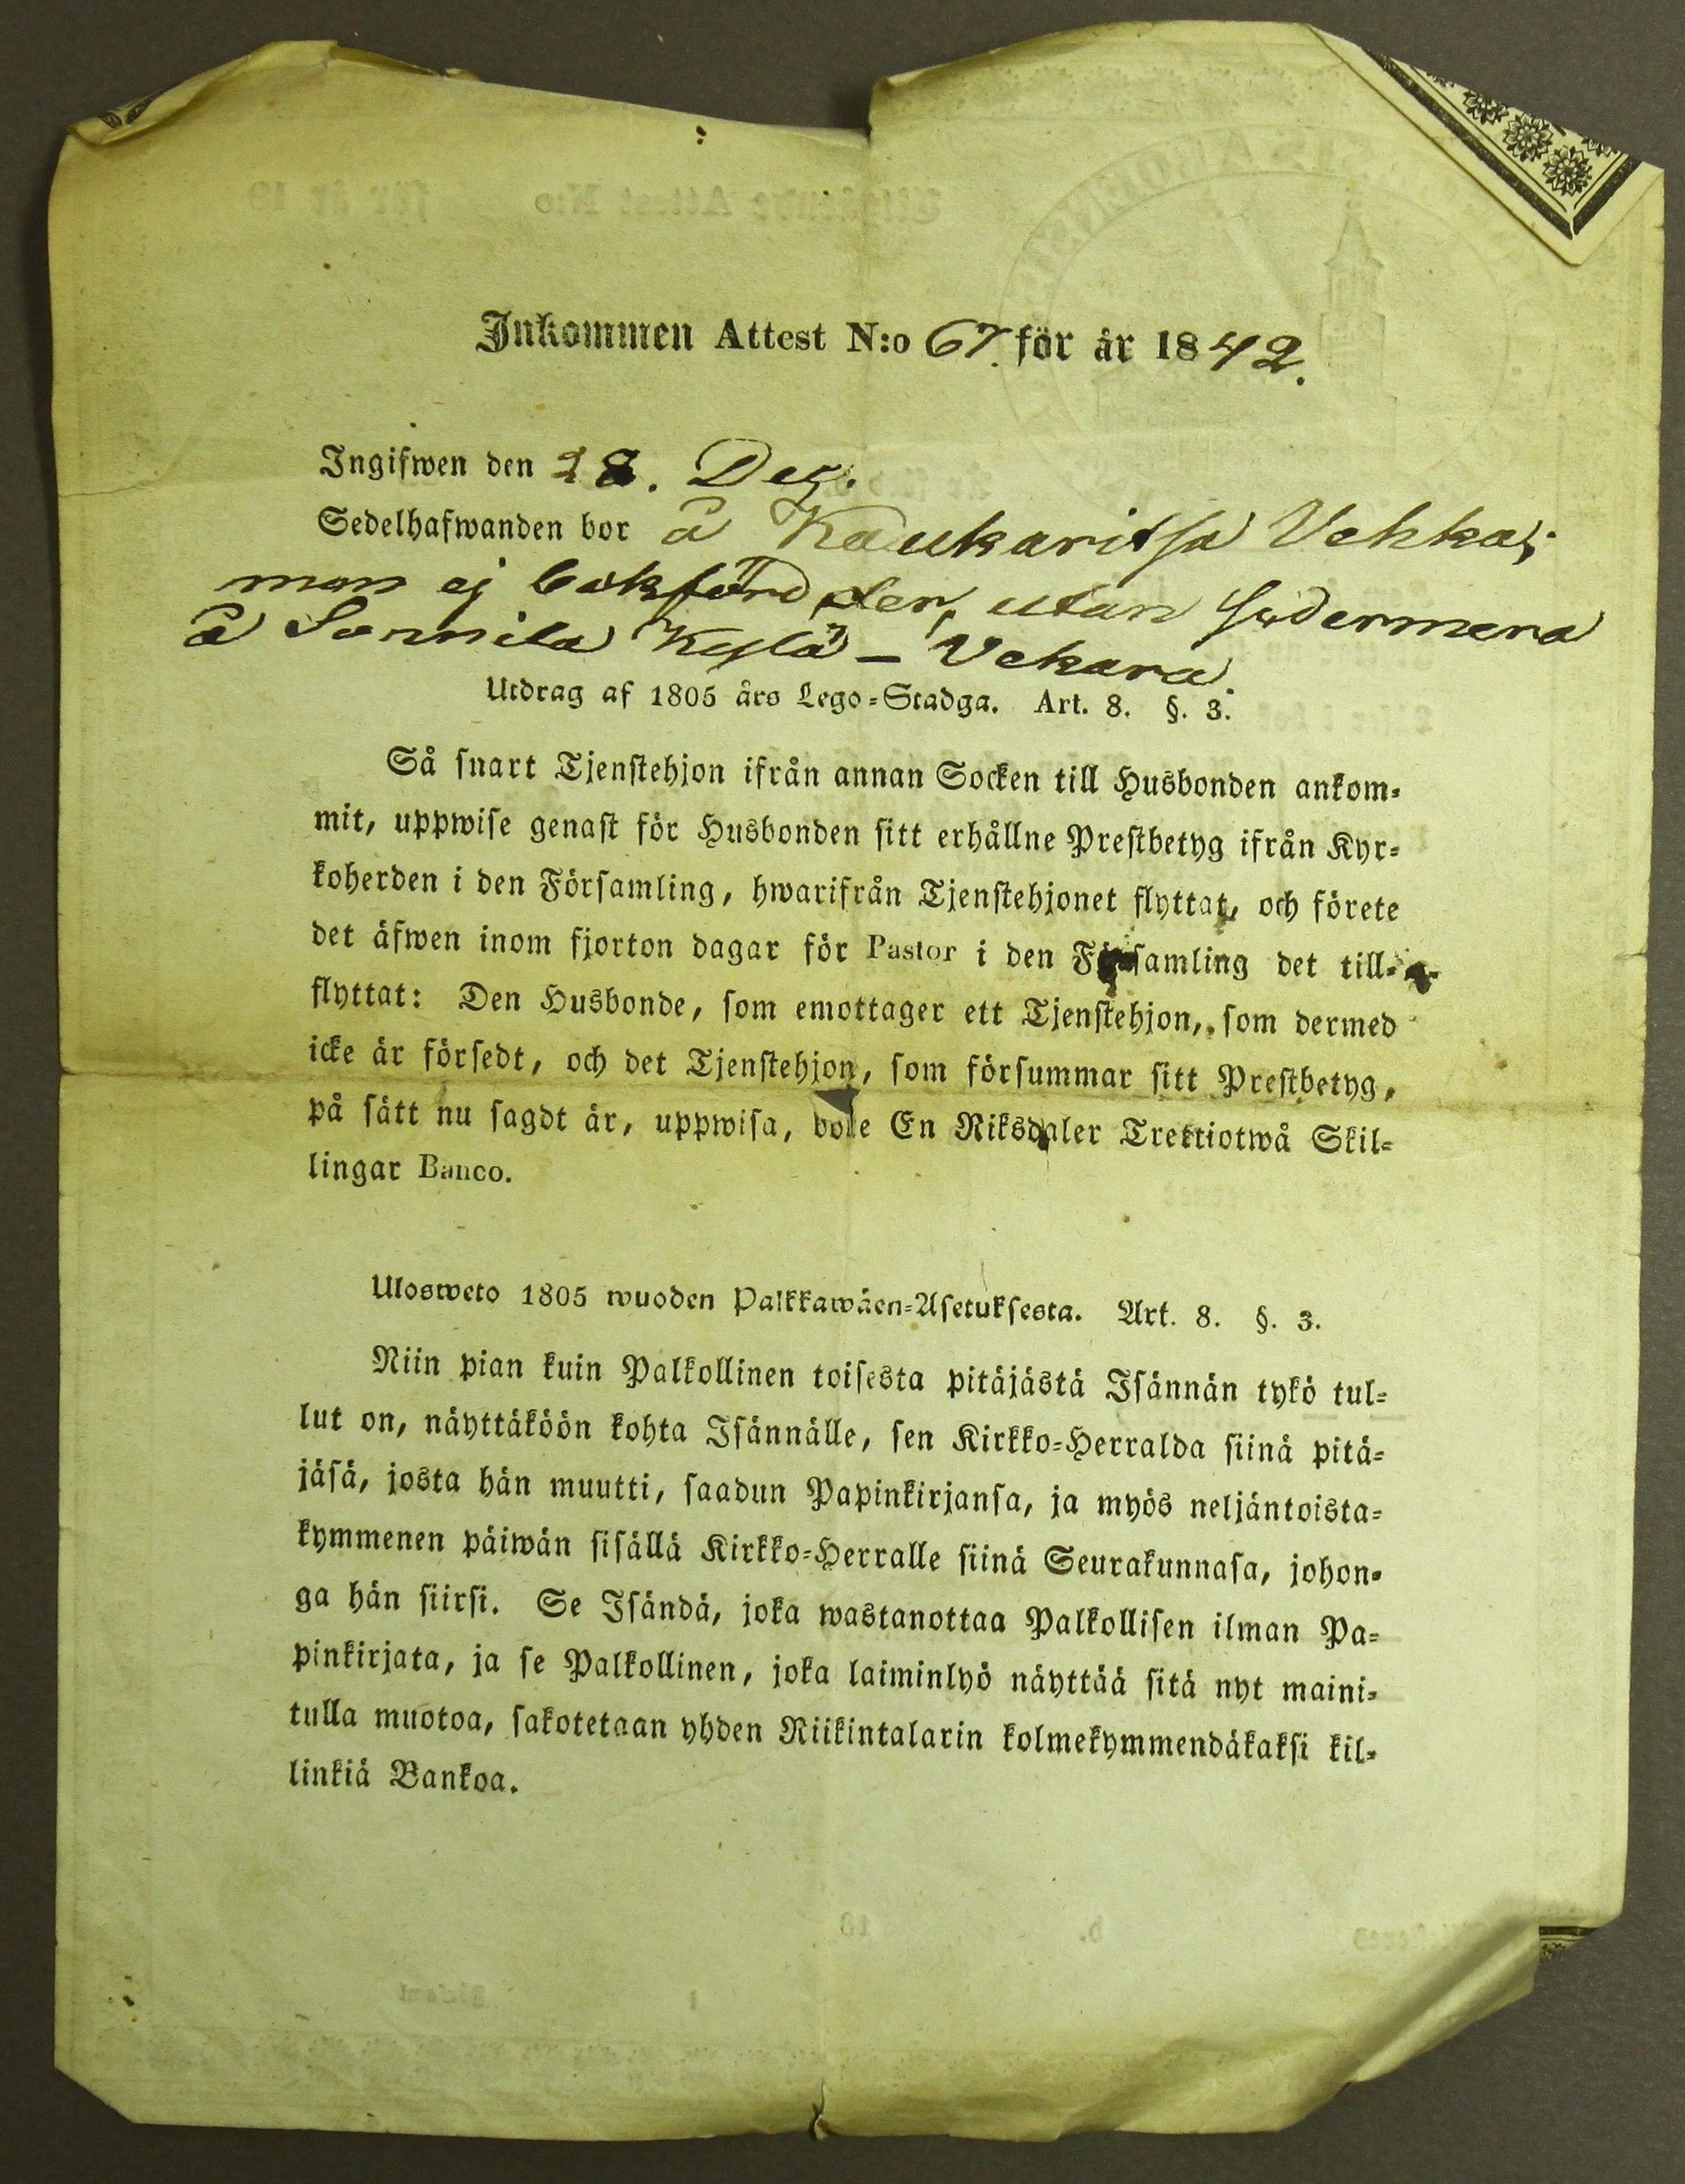 Inkommen Attest N:o 67. för år 1842.
Ingifwen den 28. Dec.
Sedelhafwanden bor å Kaukaritsa Vehka;
men ej bokförd der, utan sedermera
å Sonnila Kylä - Vekara.
Utdrag af 1805 års Lego-Stadga. Art. 8. §. 3.
Så snart Tjenstehjon ifrån annan Socken till Husbonden ankom-
mit, uppwise genast för Husbonden sitt erhållne Prestbetyg ifrån Kyr-
koherden i den Församling, hwarifrån Tjenstehjonet flyttat, och förete
det äfwen inom fjorton dagar för Pastor i den Församling det till-
flyttat: Den Husbonde, som emottager ett Tjenstehjon, som dermed
icke är försedt, och det Tjenstehjon, som försummar sitt Prestbetyg,
på sätt nu sagdt är, uppwisa, bote En Riksdaler Trettiotwå Skil-
lingar Banco.
Ulosweto 1805 wuoden Palkkawäen-Asetuksesta. Art. 8. §. 3.
Niin pian kuin Palkollinen toisesta pitäjästä Isännän tykö tul-
lut on, näyttäköön kohta Isännälle, sen Kirkko-Herralda siinä pitä-
jäsä, josta hän muutti, saadun Papinkirjansa, ja myös neljäntoista-
kymmenen päiwän sisällä Kirkko-Herralle siinä Seurakunnasa, johon-
ga hän siirsi. Se Isändä, joka wastanottaa Palkollisen ilman Pa-
pinkirjata, ja se Palkollinen, joka laiminlyö näyttää sitä nyt maini-
tulla muotoa, sakotetaan yhden Riikintalarin kolmekymmendäkaksi kil-
linkiä Bankoa.